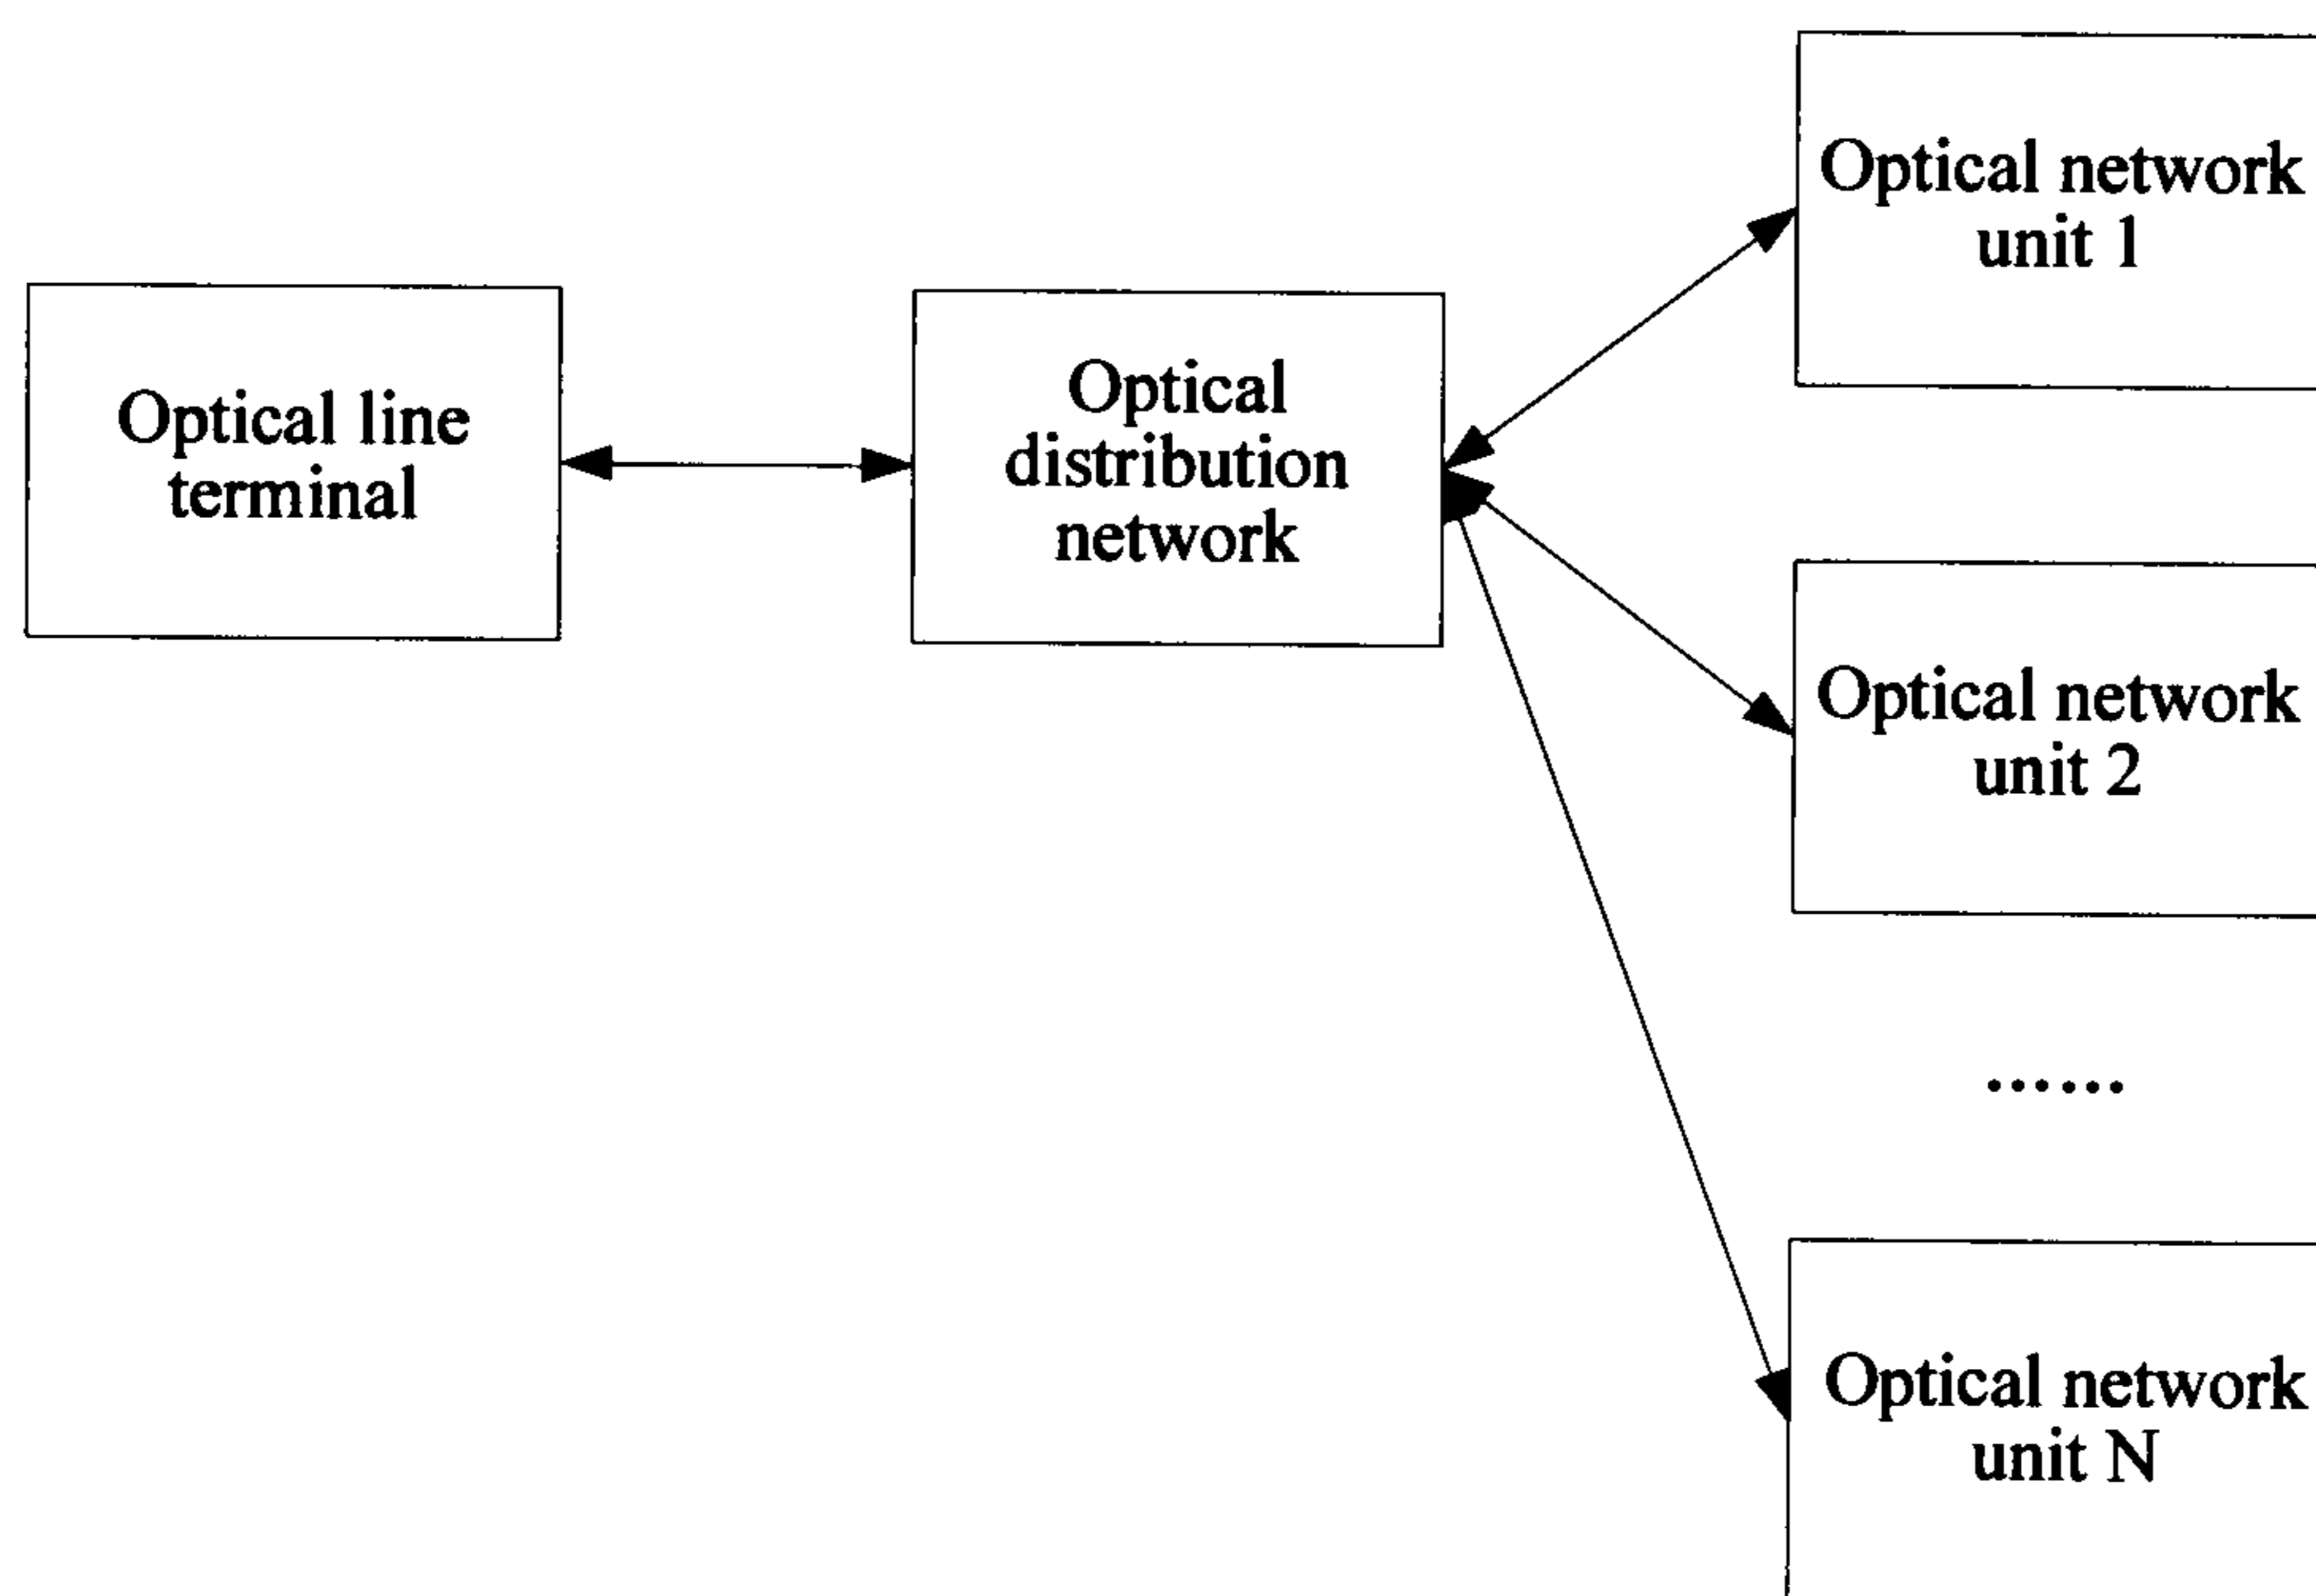 Optical line
terminal
Optical
distribution
network
Optical network
unit 1
Optical network
unit 2
......
Optical network
unit N